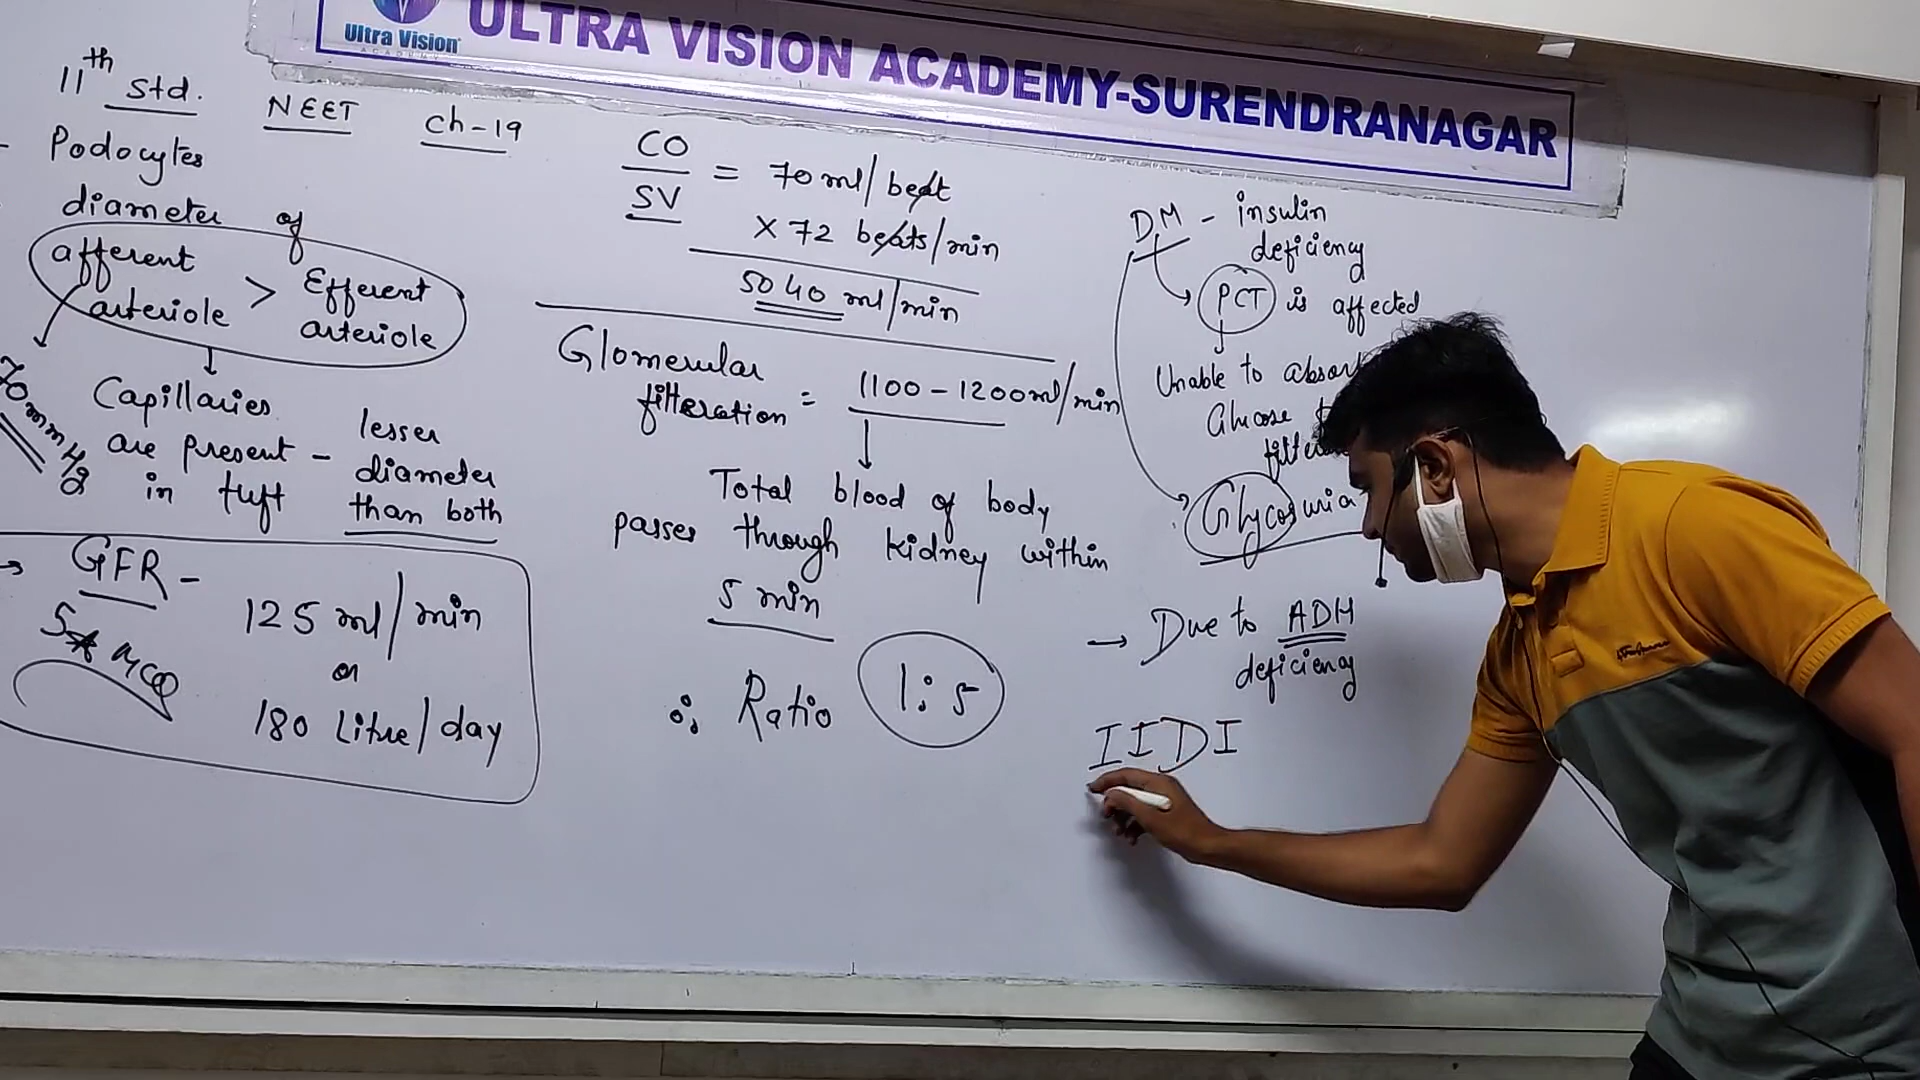 Ultra Vision
ACADEMY
ULTRA VISION ACADEMY-SURENDRANAGAR
11th Std. NEET Ch-19
- Podocytes
diameter of
afferent arteriole > Efferent arteriole
70mmHg
Capillaries
are present -
in tuft
lesser
diameter
than both
→ GFR -
125 ml/min
or
180 Litre/day
5★ MCQ
CO
SV
= 70 ml/beat
X 72 beats/min
5040 ml/min
Glomerular
filteration = 1100 - 1200ml/min
Total blood of body
passes through kidney within
5 min
∴ Ratio 1:5
DM - insulin
deficiency
PCT is affected
Unable to absor
Glucose
filte
Glycosuria
→ Due to ADH
deficiency
IIDI